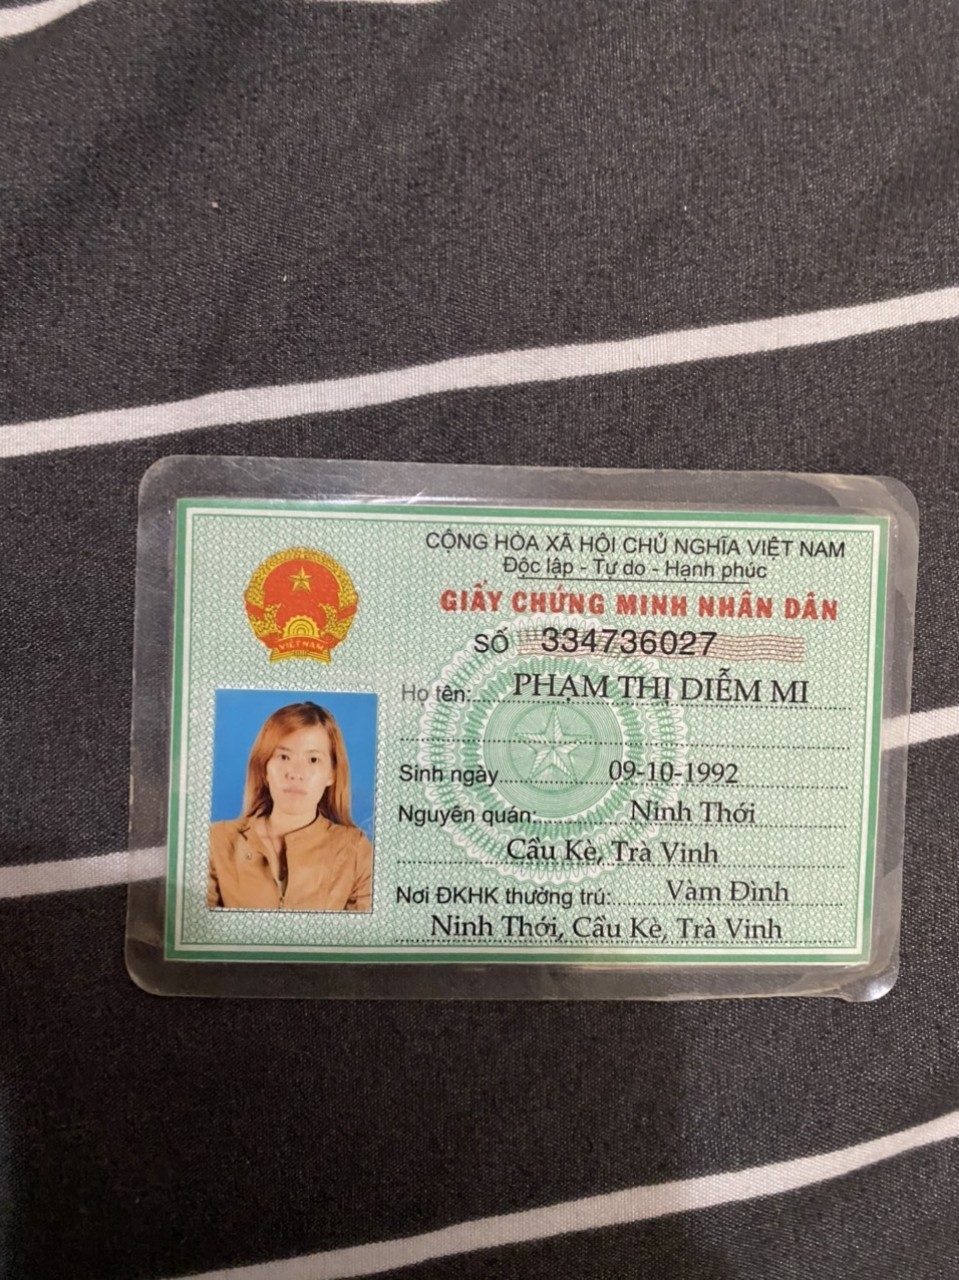 CỘNG HÒA XÃ HỘI CHỦ NGHĨA VIỆT NAM
Độc lập - Tự do - Hạnh phúc
GIẤY CHỨNG MINH NHÂN DÂN
SỐ 334736027
Họ tên: PHẠM THỊ DIỄM MI
Sinh ngày 09-10-1992
Nguyên quán: Ninh Thới
Cầu Kè, Trà Vinh
Nơi ĐKHK thường trú: Vàm Đình
Ninh Thới, Cầu Kè, Trà Vinh
VIỆT NAM